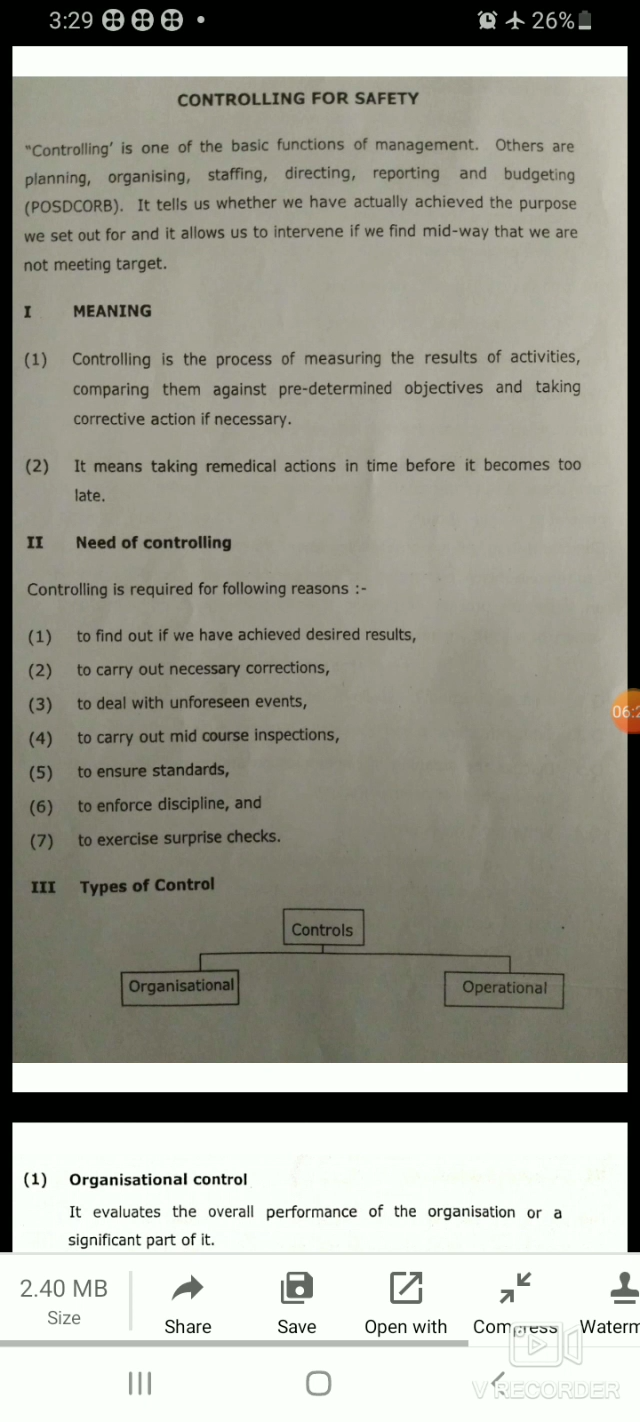 3:29
26%
CONTROLLING FOR SAFETY
"Controlling' is one of the basic functions of management. Others are
planning, organising, staffing, directing, reporting and budgeting
(POSDCORB). It tells us whether we have actually achieved the purpose
we set out for and it allows us to intervene if we find mid-way that we are
not meeting target.
I MEANING
(1) Controlling is the process of measuring the results of activities,
comparing them against pre-determined objectives and taking
corrective action if necessary.
(2) It means taking remedical actions in time before it becomes too
late.
II Need of controlling
Controlling is required for following reasons :-
(1) to find out if we have achieved desired results,
(2) to carry out necessary corrections,
(3) to deal with unforeseen events,
(4) to carry out mid course inspections,
(5) to ensure standards,
(6) to enforce discipline, and
(7) to exercise surprise checks.
III Types of Control
Controls
Organisational Operational
(1) Organisational control
It evaluates the overall performance of the organisation or a
significant part of it.
2.40 MB
Size
Share Save Open with Compress Waterm
V RECORDER